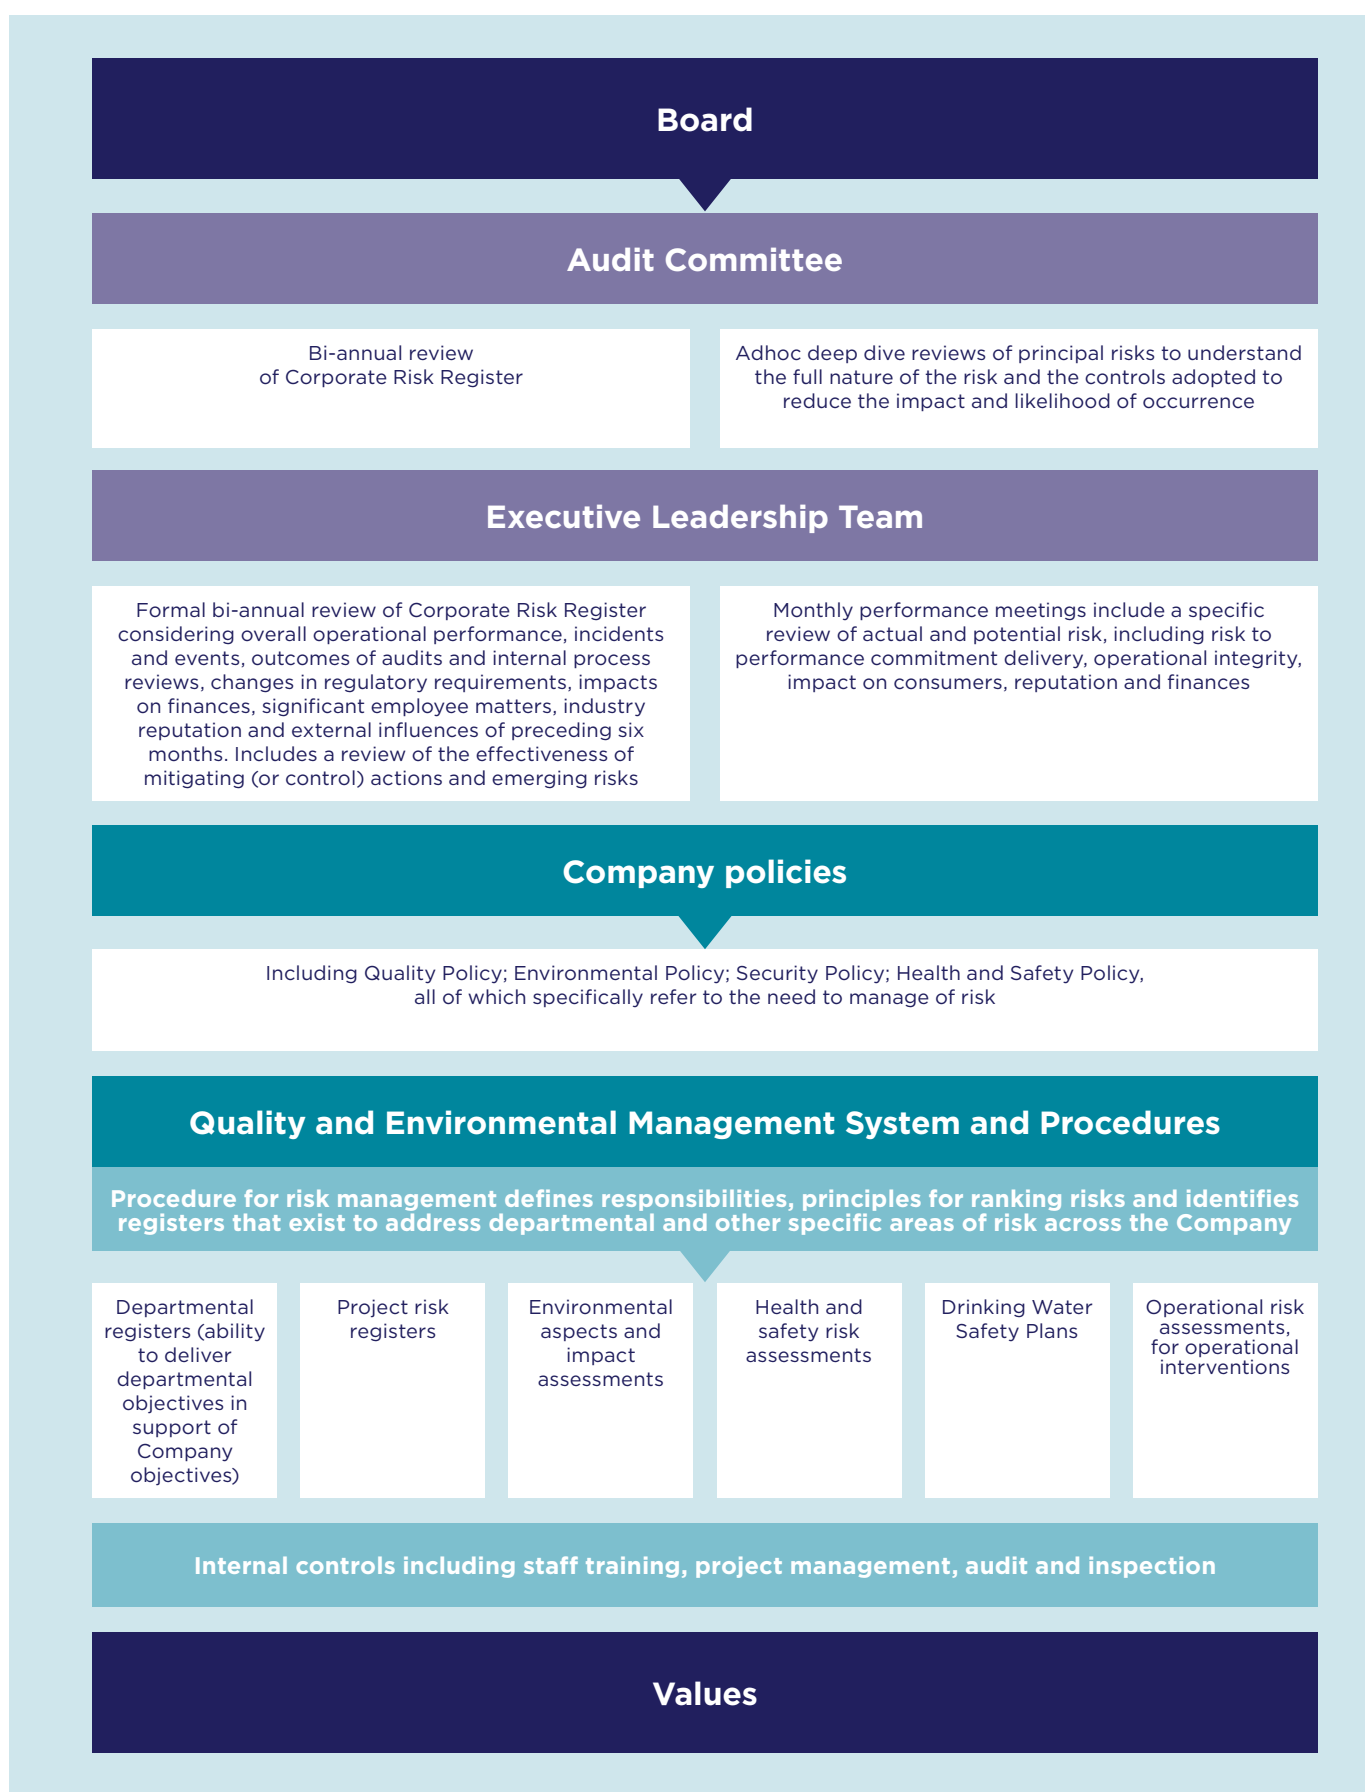 Board
Audit Committee
Bi-annual review
of Corporate Risk Register
Adhoc deep dive reviews of principal risks to understand
the full nature of the risk and the controls adopted to
reduce the impact and likelihood of occurrence
Executive Leadership Team
Formal bi-annual review of Corporate Risk Register
considering overall operational performance, incidents
and events, outcomes of audits and internal process
reviews, changes in regulatory requirements, impacts
on finances, significant employee matters, industry
reputation and external influences of preceding six
months. Includes a review of the effectiveness of
mitigating (or control) actions and emerging risks
Monthly performance meetings include a specific
review of actual and potential risk, including risk to
performance commitment delivery, operational integrity,
impact on consumers, reputation and finances
Company policies
Including Quality Policy; Environmental Policy; Security Policy; Health and Safety Policy,
all of which specifically refer to the need to manage of risk
Quality and Environmental Management System and Procedures
Procedure for risk management defines responsibilities, principles for ranking risks and identifies
registers that exist to address departmental and other specific areas of risk across the Company
Departmental
registers (ability
to deliver
departmental
objectives in
support of
Company
objectives)
Project risk
registers
Environmental
aspects and
impact
assessments
Health and
safety risk
assessments
Drinking Water
Safety Plans
Operational risk
assessments,
for operational
interventions
Internal controls including staff training, project management, audit and inspection
Values